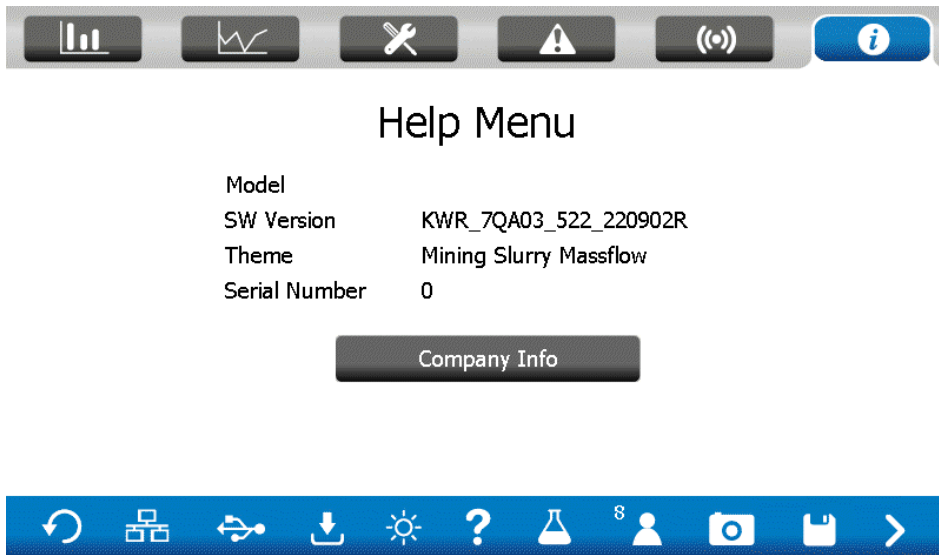 Help Menu
Model
SW Version KWR_7QA03_522_220902R
Theme Mining Slurry Massflow
Serial Number 0
Company Info
8